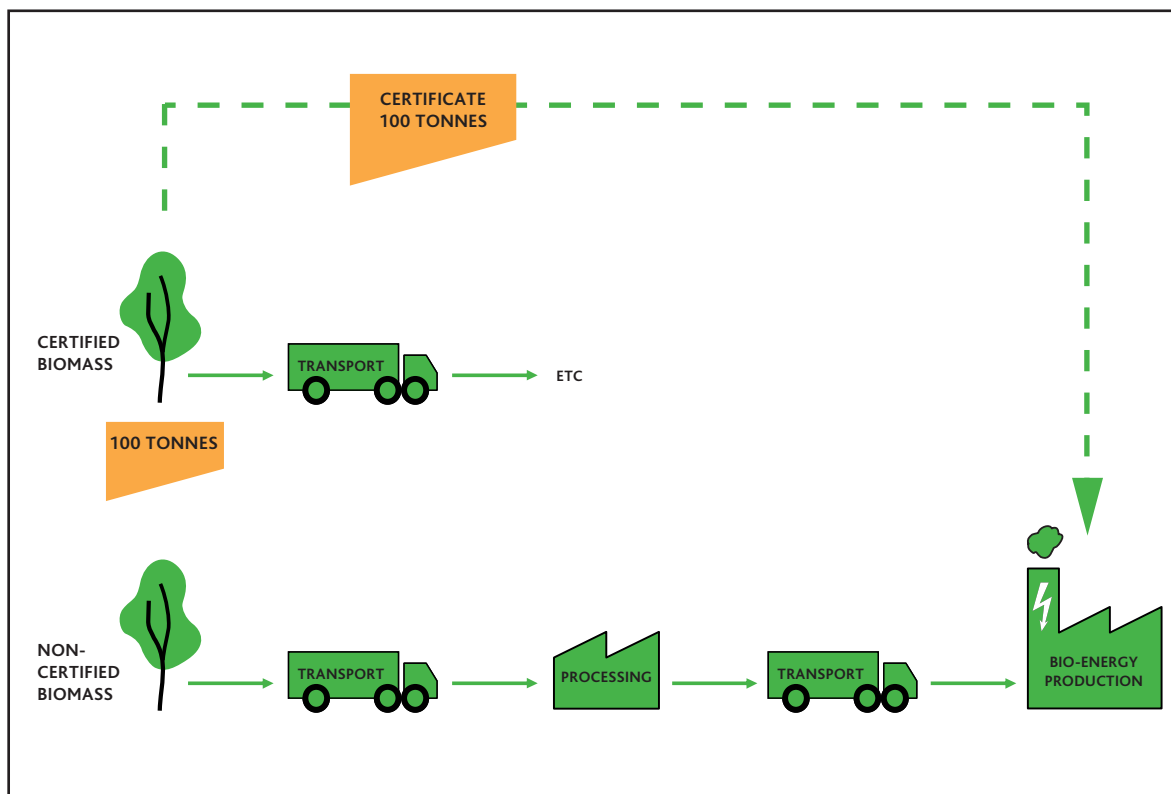 CERTIFICATE
100 TONNES
CERTIFIED
BIOMASS
TRANSPORT
ETC
100 TONNES
NON-
CERTIFIED
BIOMASS
TRANSPORT
PROCESSING
TRANSPORT
BIO-ENERGY
PRODUCTION